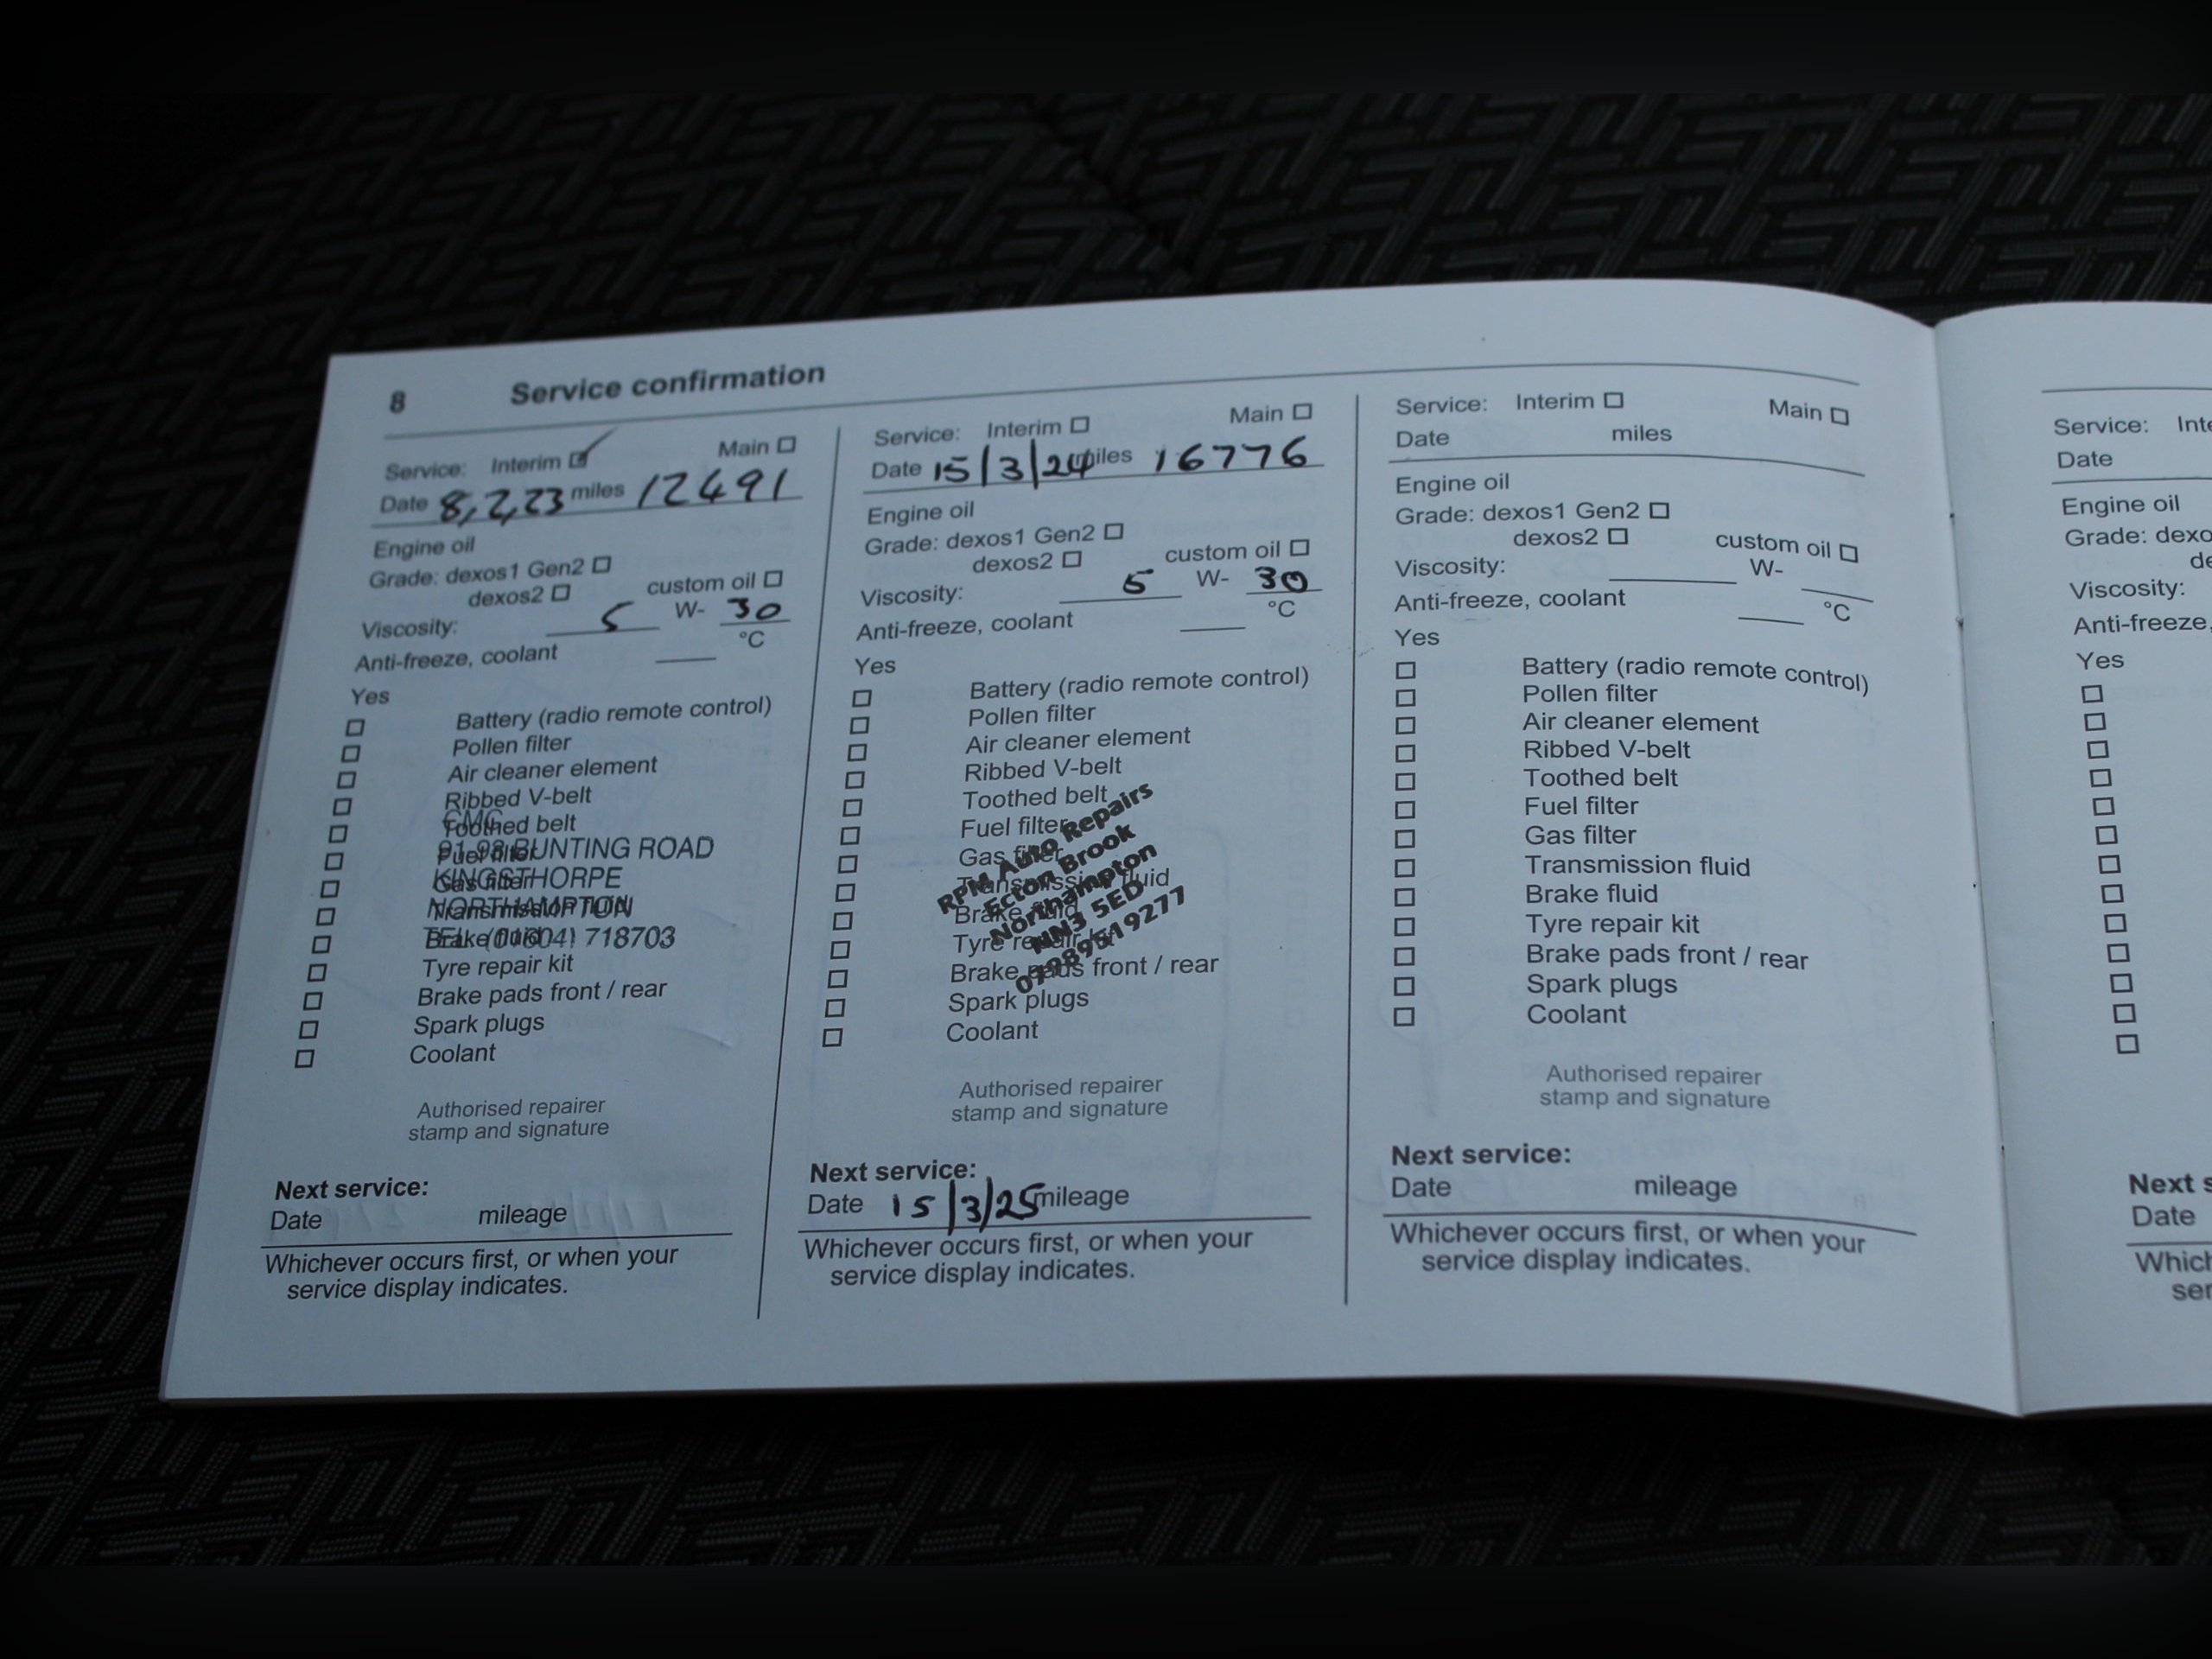 8 Service confirmation
Service: Interim Main
Date 8,2,23 miles 12491
Engine oil
Grade: dexos1 Gen2
dexos2 custom oil
Viscosity: 5 W- 30
Anti-freeze, coolant °C
Yes
Battery (radio remote control)
Pollen filter
Air cleaner element
Ribbed V-belt
Toothed belt
Fuel filter
Gas filter
Transmission fluid
Brake fluid
Tyre repair kit
Brake pads front / rear
Spark plugs
Coolant
CMC
91-98 BUNTING ROAD
KINGSTHORPE
NORTHAMPTON
TEL: (01604) 718703
Authorised repairer
stamp and signature
Next service:
Date mileage
Whichever occurs first, or when your
service display indicates.
Service: Interim Main
Date 15/3/24 miles 16776
Engine oil
Grade: dexos1 Gen2
dexos2 custom oil
Viscosity: 5 W- 30
Anti-freeze, coolant °C
Yes
Battery (radio remote control)
Pollen filter
Air cleaner element
Ribbed V-belt
Toothed belt
Fuel filter
Gas filter
Transmission fluid
Brake fluid
Tyre repair kit
Brake pads front / rear
Spark plugs
Coolant
RPM Auto Repairs
Ecton Brook
Northampton
NN3 5ED
Authorised repairer
stamp and signature
Next service:
Date 15/3/25 mileage
Whichever occurs first, or when your
service display indicates.
Service: Interim Main
Date miles
Engine oil
Grade: dexos1 Gen2
dexos2 custom oil
Viscosity: W-
Anti-freeze, coolant °C
Yes
Battery (radio remote control)
Pollen filter
Air cleaner element
Ribbed V-belt
Toothed belt
Fuel filter
Gas filter
Transmission fluid
Brake fluid
Tyre repair kit
Brake pads front / rear
Spark plugs
Coolant
Authorised repairer
stamp and signature
Next service:
Date mileage
Whichever occurs first, or when your
service display indicates.
Service: Inte
Date
Engine oil
Grade: dexo
de
Viscosity:
Anti-freeze,
Yes
Next s
Date
Which
ser